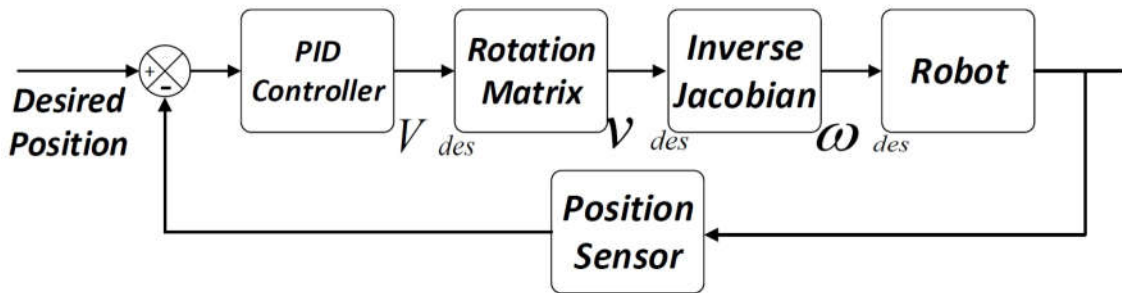 Desired
Position
+
-
PID
Controller
V des
Rotation
Matrix
v des
Inverse
Jacobian
ω des
Robot
Position
Sensor